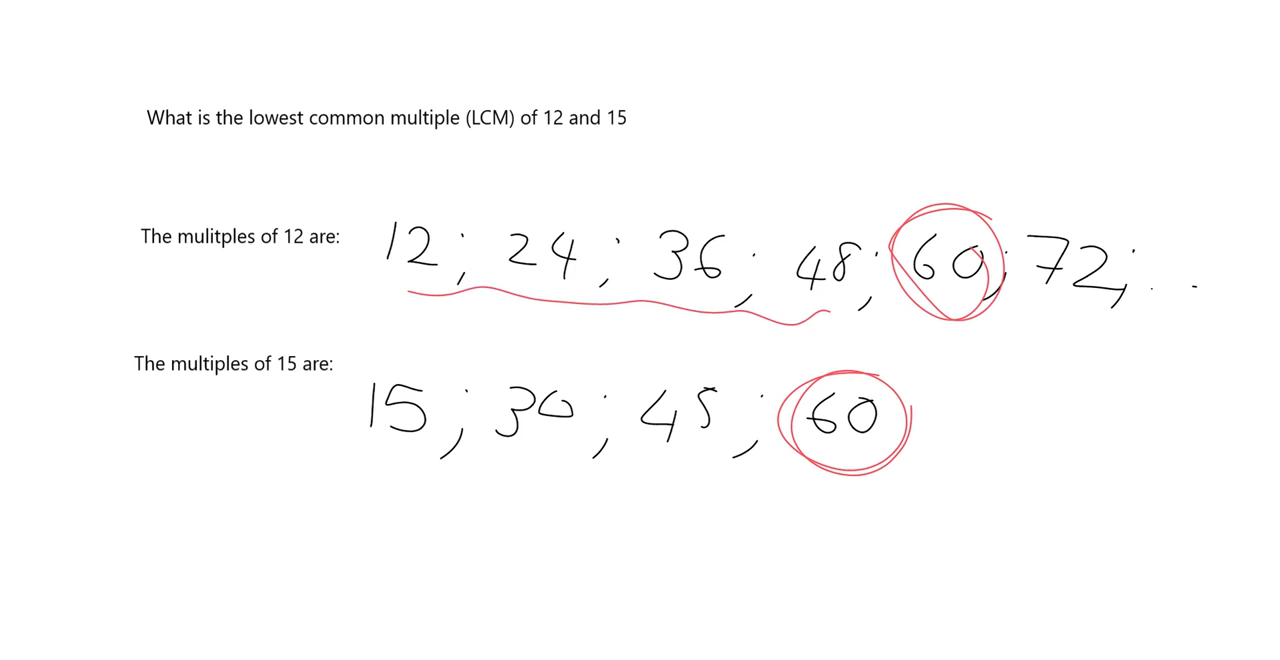 What is the lowest common multiple (LCM) of 12 and 15
The mulitples of 12 are: 12; 24; 36; 48; 60; 72; . .
The multiples of 15 are:
15; 30; 45; 60